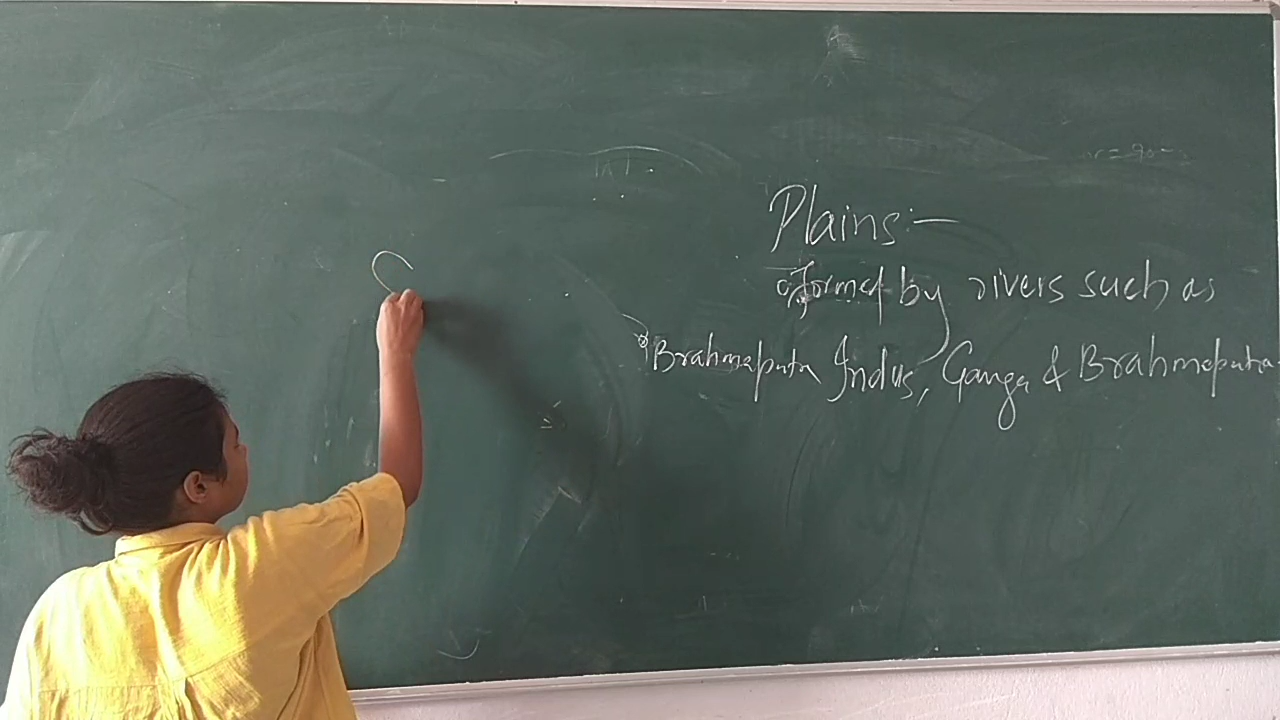 Plains:-
formed by rivers such as
Brahmaputra Indus, Ganga & Brahmaputra